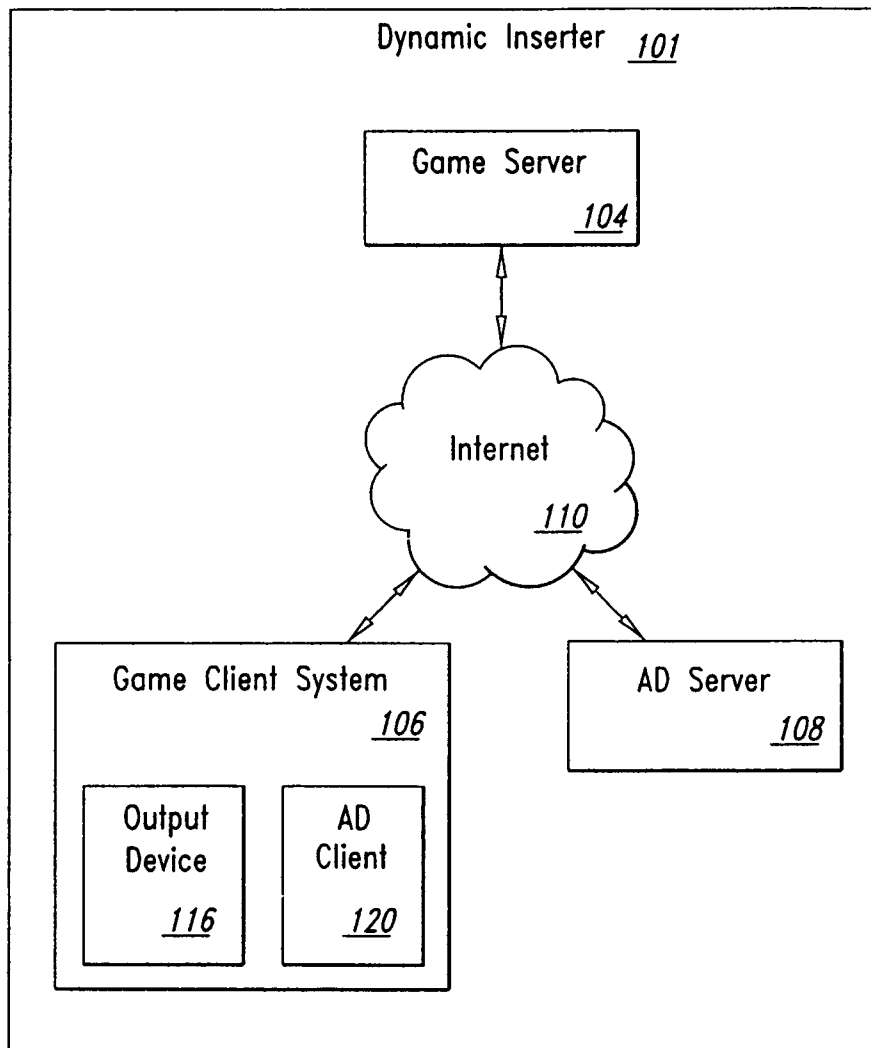 Dynamic Inserter 101
Game Server
104
Internet
110
Game Client System
106
Output
Device
116
AD
Client
120
AD Server
108